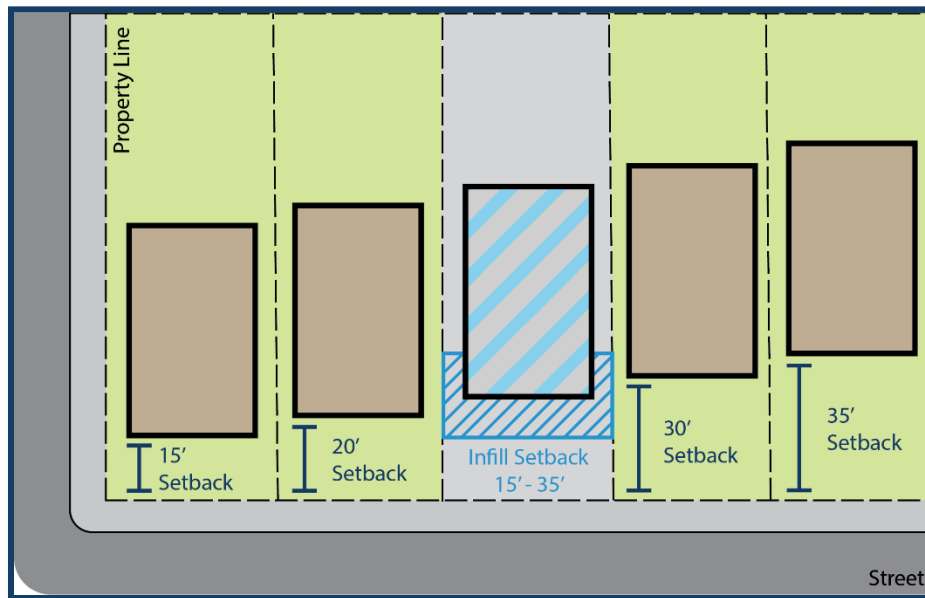 Property Line
15’
Setback
20’
Setback
Infill Setback
15’ - 35’
30’
Setback
35’
Setback
Street